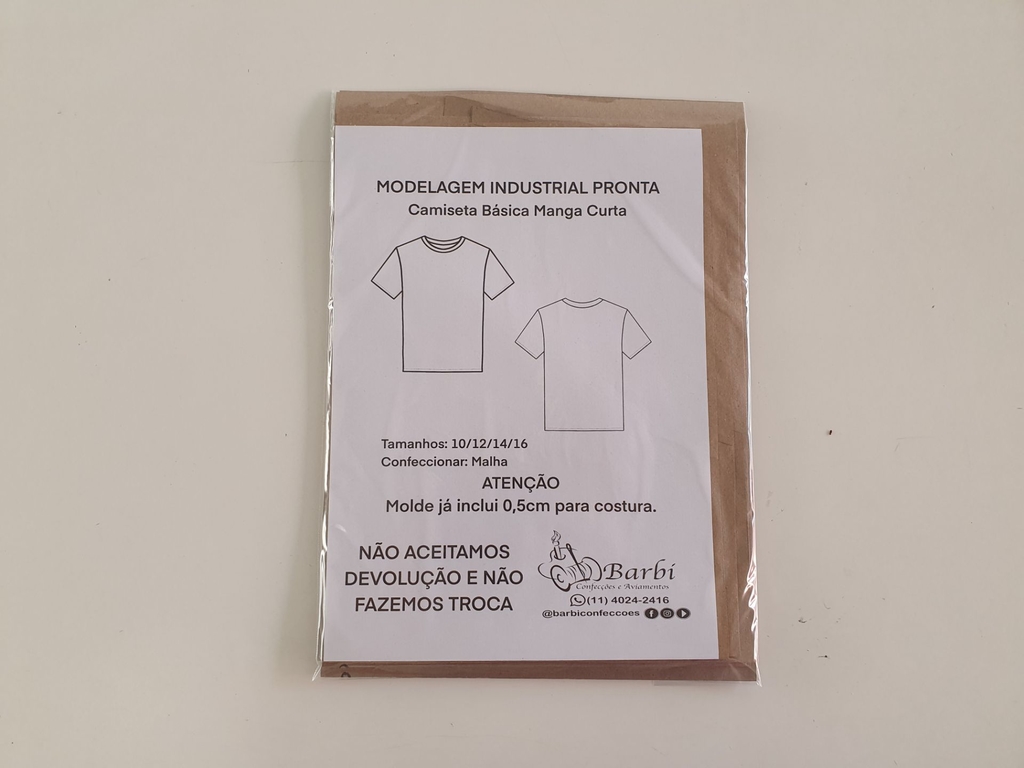 MODELAGEM INDUSTRIAL PRONTA
Camiseta Básica Manga Curta
Tamanhos: 10/12/14/16
Confeccionar: Malha
ATENÇÃO
Molde já inclui 0,5cm para costura.
NÃO ACEITAMOS
DEVOLUÇÃO E NÃO
FAZEMOS TROCA
Barbi
Confecções e Aviamentos
(11) 4024-2416
@barbiconfeccoes